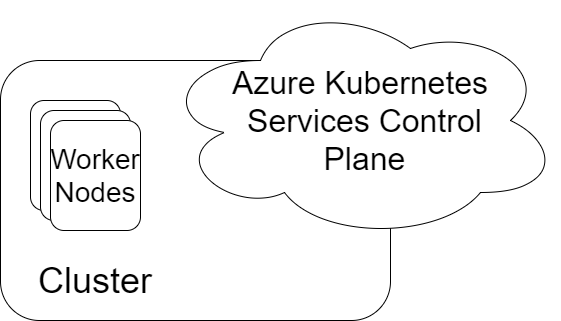 Azure Kubernetes
Services Control
Plane
Worker
Nodes
Cluster